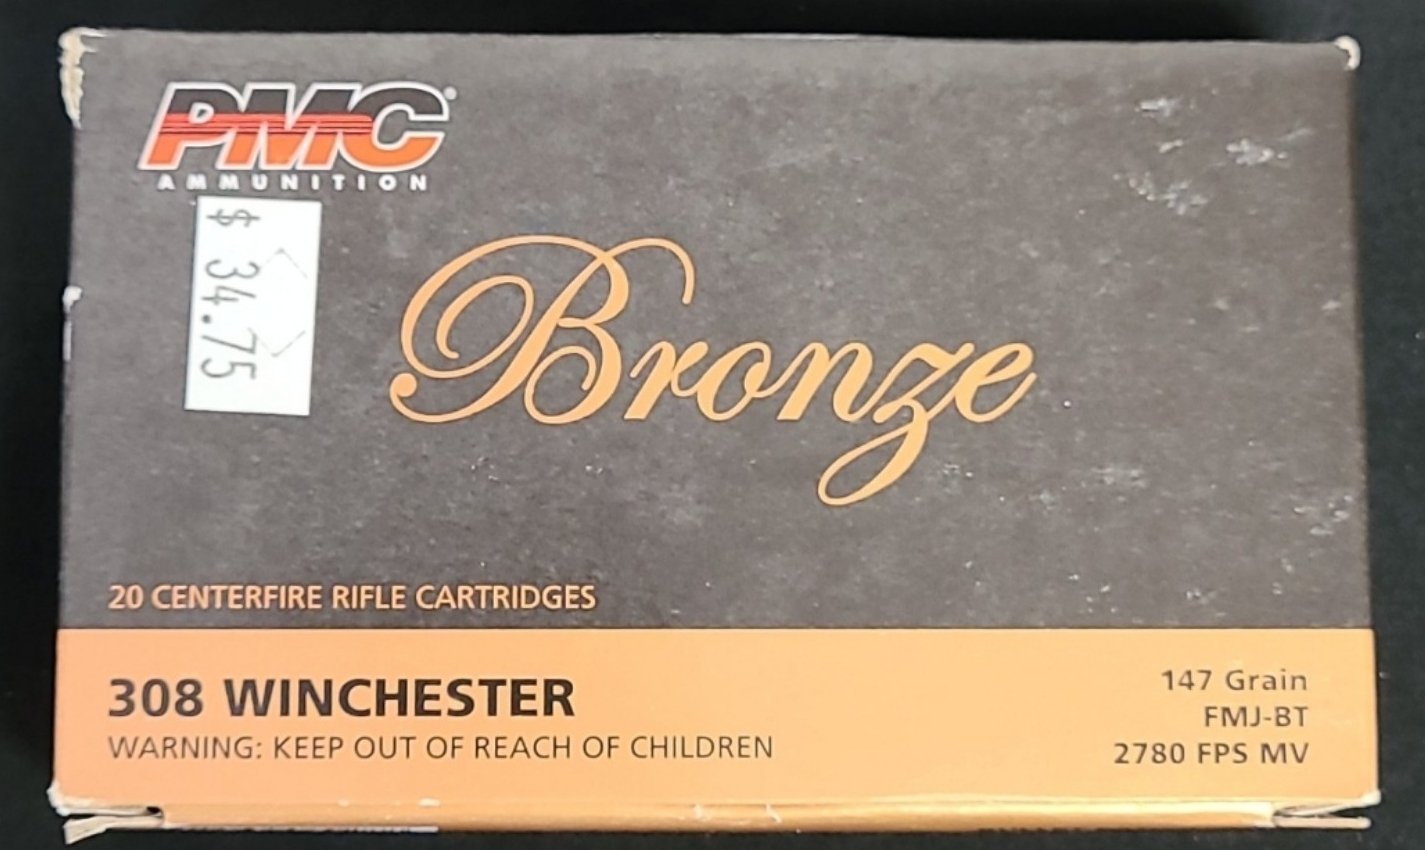 PMC®
AMMUNITION
$ 34.75
Bronze
20 CENTERFIRE RIFLE CARTRIDGES
308 WINCHESTER
WARNING: KEEP OUT OF REACH OF CHILDREN
147 Grain
FMJ-BT
2780 FPS MV